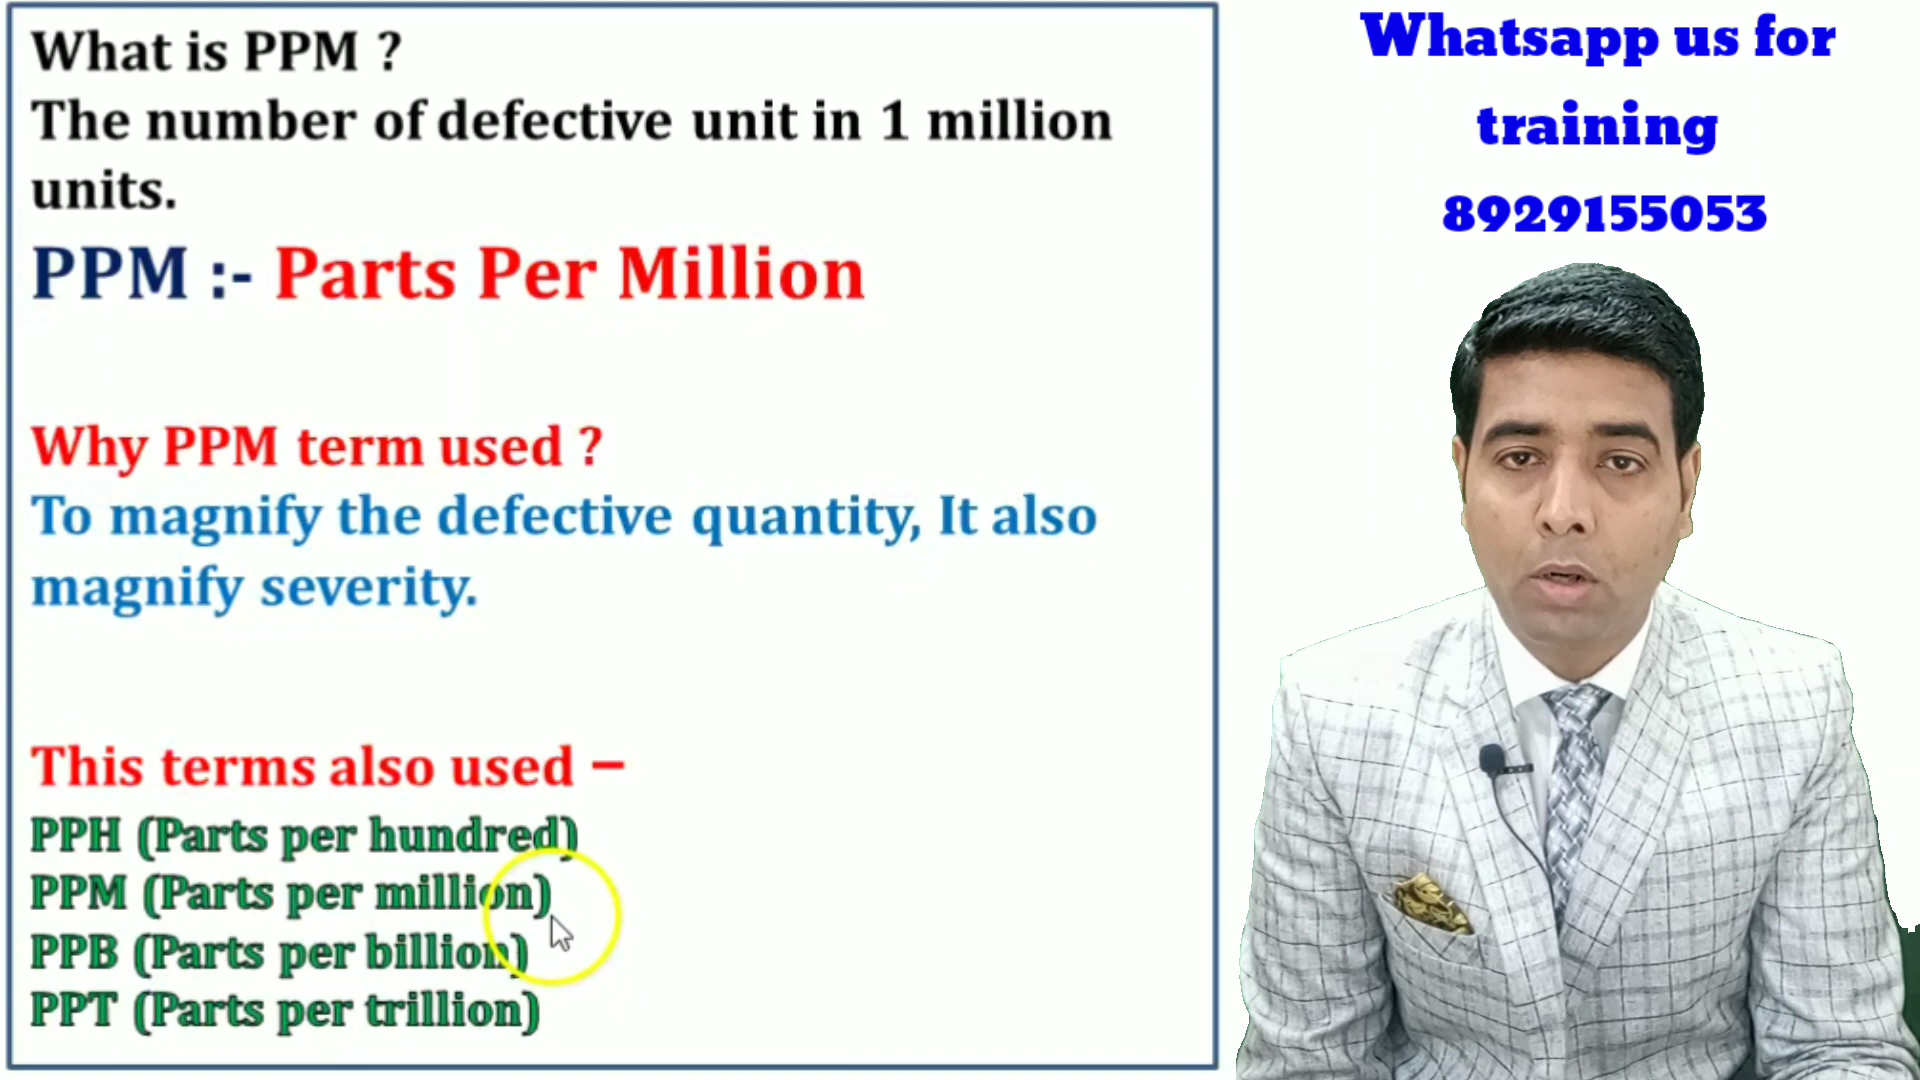 What is PPM ?
The number of defective unit in 1 million
units.
PPM :- Parts Per Million
Why PPM term used ?
To magnify the defective quantity, It also
magnify severity.
This terms also used –
PPH (Parts per hundred)
PPM (Parts per million)
PPB (Parts per billion)
PPT (Parts per trillion)
Whatsapp us for
training
8929155053